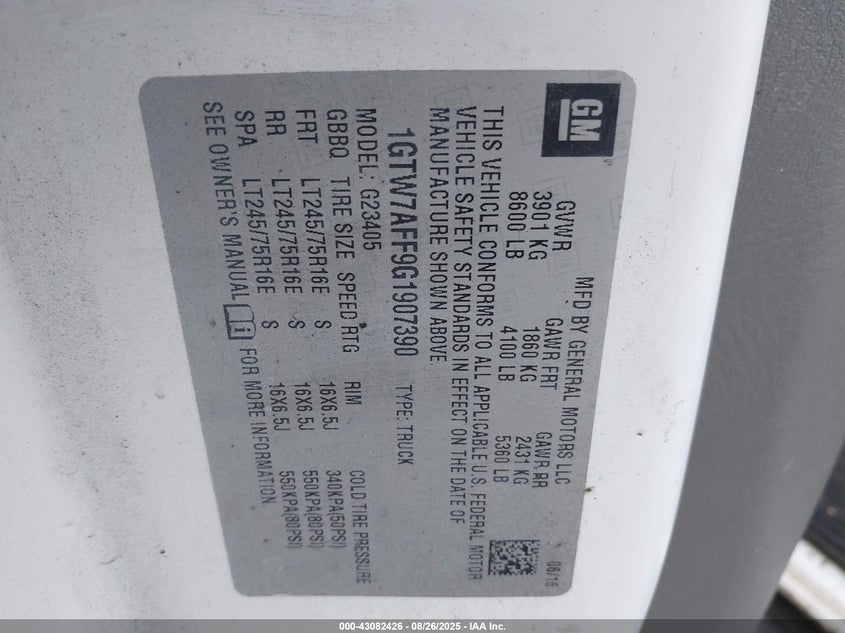 GM
MFD BY GENERAL MOTORS LLC 06/16
GVWR GAWR FRT GAWR RR
3901 KG 1860 KG 2431 KG
8600 LB 4100 LB 5360 LB
THIS VEHICLE CONFORMS TO ALL APPLICABLE U.S. FEDERAL MOTOR
VEHICLE SAFETY STANDARDS IN EFFECT ON THE DATE OF
MANUFACTURE SHOWN ABOVE.
1GTW7AFF9G1907390 TYPE: TRUCK
MODEL: G23405
GBBQ TIRE SIZE SPEED RTG RIM COLD TIRE PRESSURE
FRT LT245/75R16E S 16X6.5J 340KPA(50PSI)
RR LT245/75R16E S 16X6.5J 550KPA(80PSI)
SPA LT245/75R16E S 16X6.5J 550KPA(80PSI)
SEE OWNER'S MANUAL i FOR MORE INFORMATION.
000-43082426 - 08/26/2025 - IAA Inc.